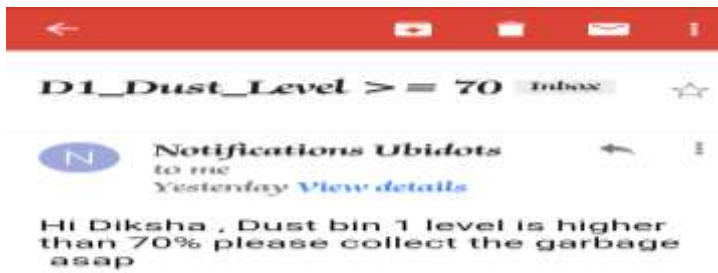 D1_Dust_Level >= 70 Inbox
N
Notifications Ubidots
to me
Yesterday View details
Hi Diksha , Dust bin 1 level is higher
than 70% please collect the garbage
asap